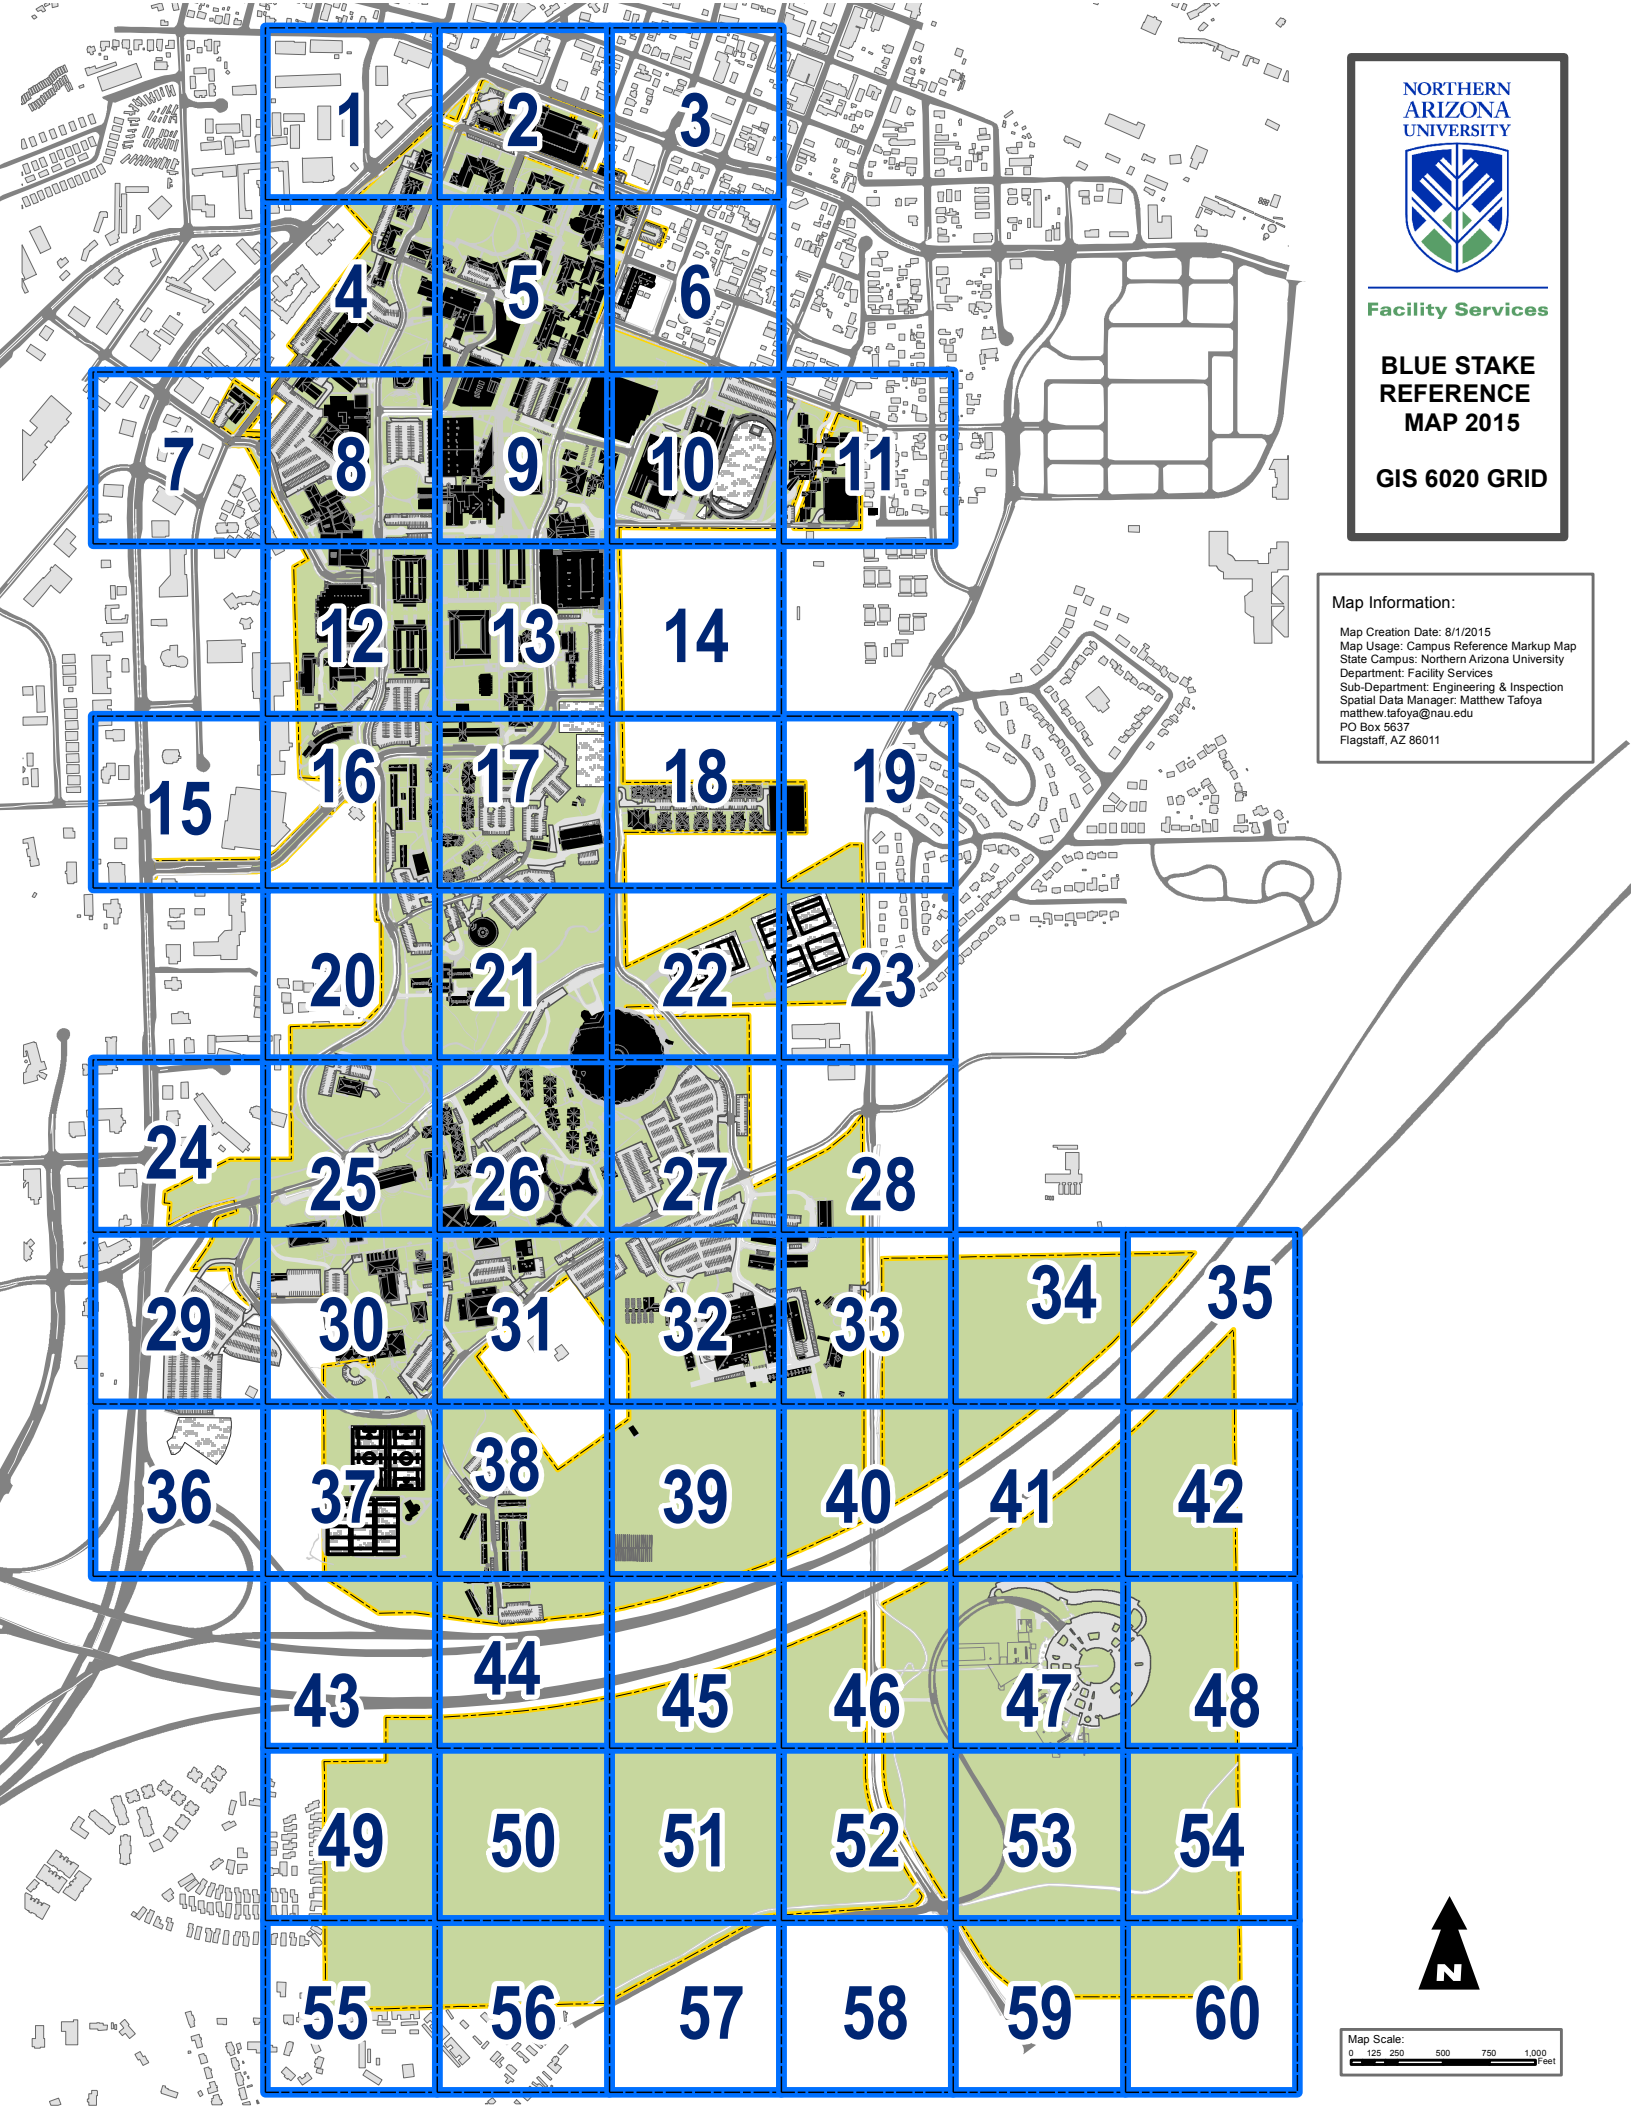 NORTHERN
ARIZONA
UNIVERSITY
Facility Services
BLUE STAKE
REFERENCE
MAP 2015
GIS 6020 GRID
Map Information:
Map Creation Date: 8/1/2015
Map Usage: Campus Reference Markup Map
State Campus: Northern Arizona University
Department: Facility Services
Sub-Department: Engineering & Inspection
Spatial Data Manager: Matthew Tafoya
matthew.tafoya@nau.edu
PO Box 5637
Flagstaff, AZ 86011
1 2 3
4 5 6
7 8 9 10 11
12 13 14
15 16 17 18 19
20 21 22 23
24 25 26 27 28
29 30 31 32 33 34 35
36 37 38 39 40 41 42
43 44 45 46 47 48
49 50 51 52 53 54
55 56 57 58 59 60
N
Map Scale:
0 125 250 500 750 1,000
Feet